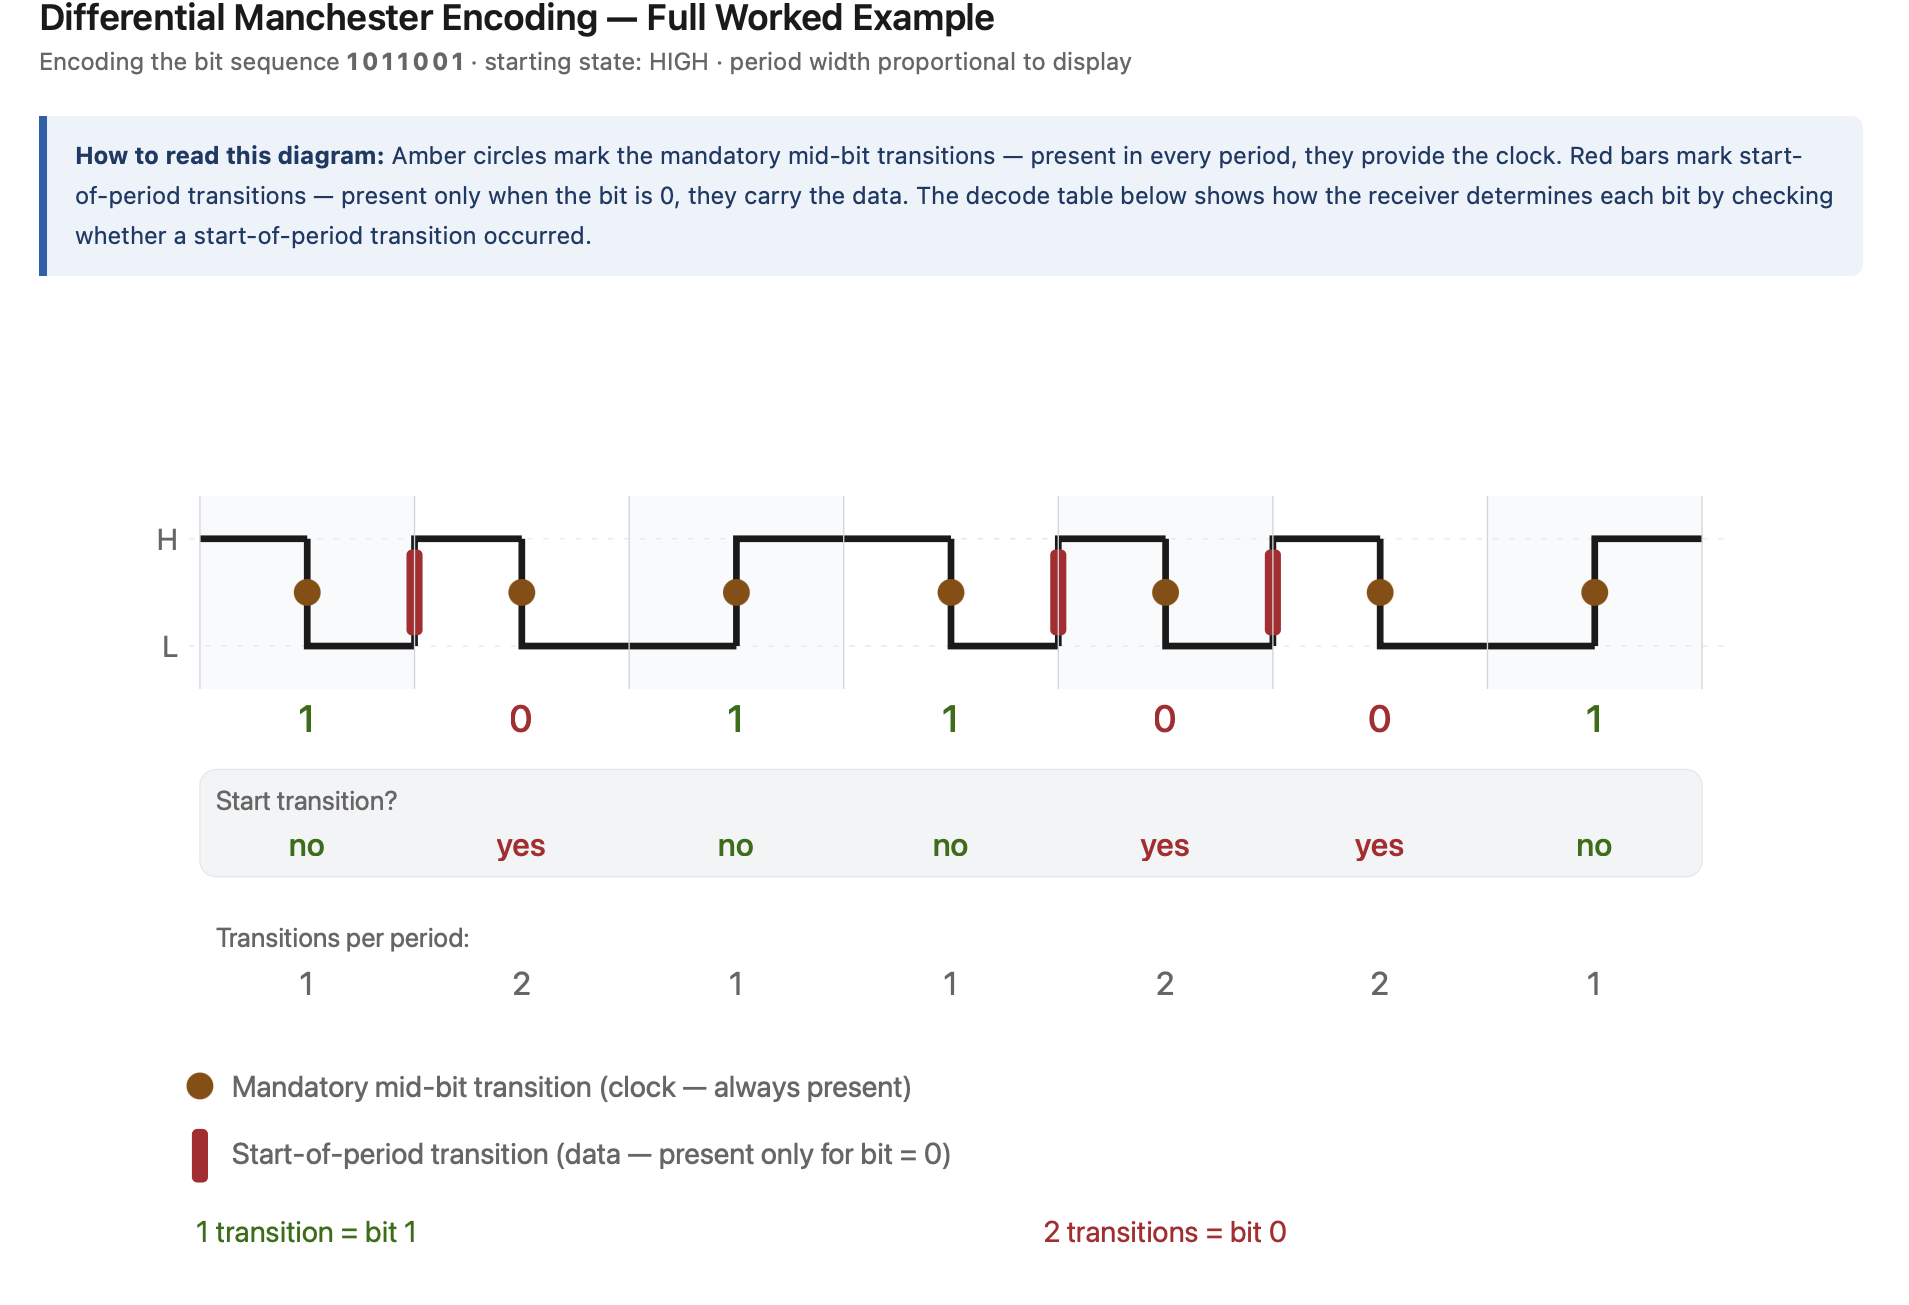 Differential Manchester Encoding — Full Worked Example
Encoding the bit sequence 1011001 · starting state: HIGH · period width proportional to display
How to read this diagram: Amber circles mark the mandatory mid-bit transitions — present in every period, they provide the clock. Red bars mark start-
of-period transitions — present only when the bit is 0, they carry the data. The decode table below shows how the receiver determines each bit by checking
whether a start-of-period transition occurred.
H
L
1 0 1 1 0 0 1
Start transition?
no yes no no yes yes no
Transitions per period:
1 2 1 1 2 2 1
Mandatory mid-bit transition (clock — always present)
Start-of-period transition (data — present only for bit = 0)
1 transition = bit 1 2 transitions = bit 0